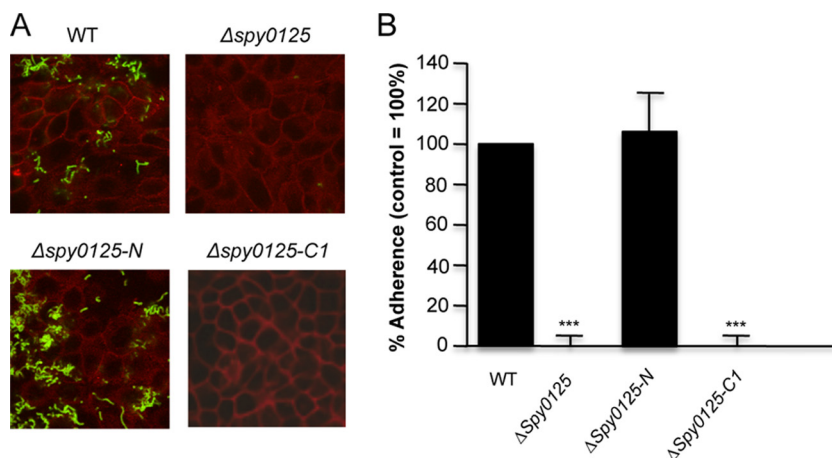 A
WT
Δspy0125
Δspy0125-N
Δspy0125-C1
B
% Adherence (control = 100%)
140
120
100
80
60
40
20
0
***
***
WT
ΔSpy0125
ΔSpy0125-N
ΔSpy0125-C1